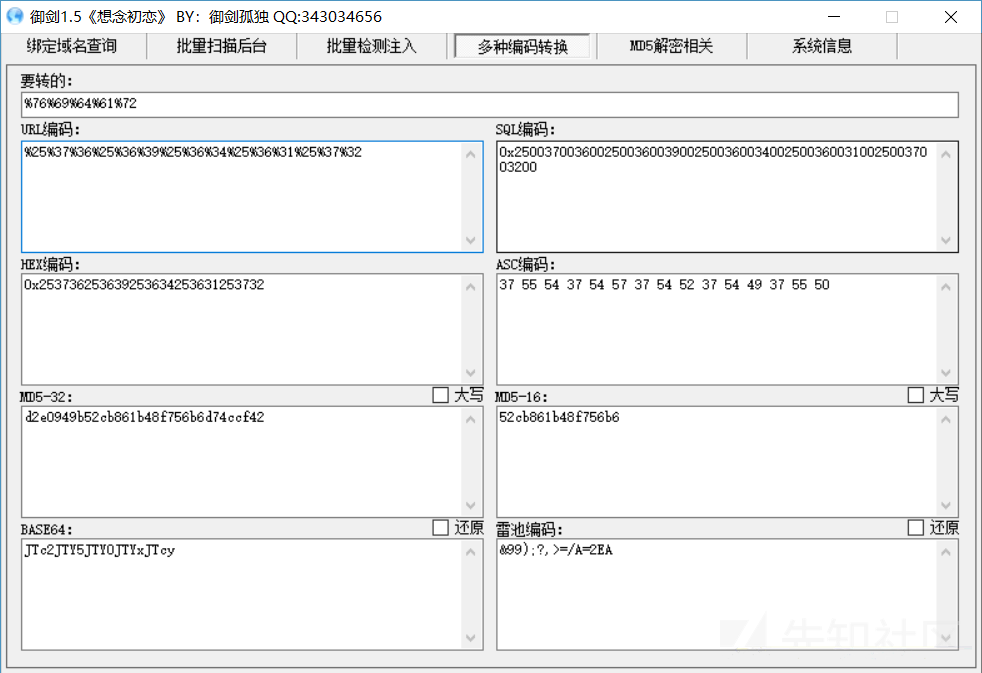 御剑1.5《想念初恋》 BY：御剑孤独 QQ:343034656
绑定域名查询 批量扫描后台 批量检测注入 多种编码转换 MD5解密相关 系统信息
要转的：
%76%69%64%61%72
URL编码： SQL编码：
%25%37%36%25%36%39%25%36%34%25%36%31%25%37%32
0x2500370036002500360039002500360034002500360031002500370
03200
HEX编码： ASC编码：
0x253736253639253634253631253732
37 55 54 37 54 57 37 54 52 37 54 49 37 55 50
MD5-32： 大写 MD5-16： 大写
d2e0949b52cb861b48f756b6d74ccf42
52cb861b48f756b6
BASE64： 还原 雷池编码： 还原
JTc2JTY5JTY0JTYxJTcy
&99);?,>=/A=2EA
先知社区